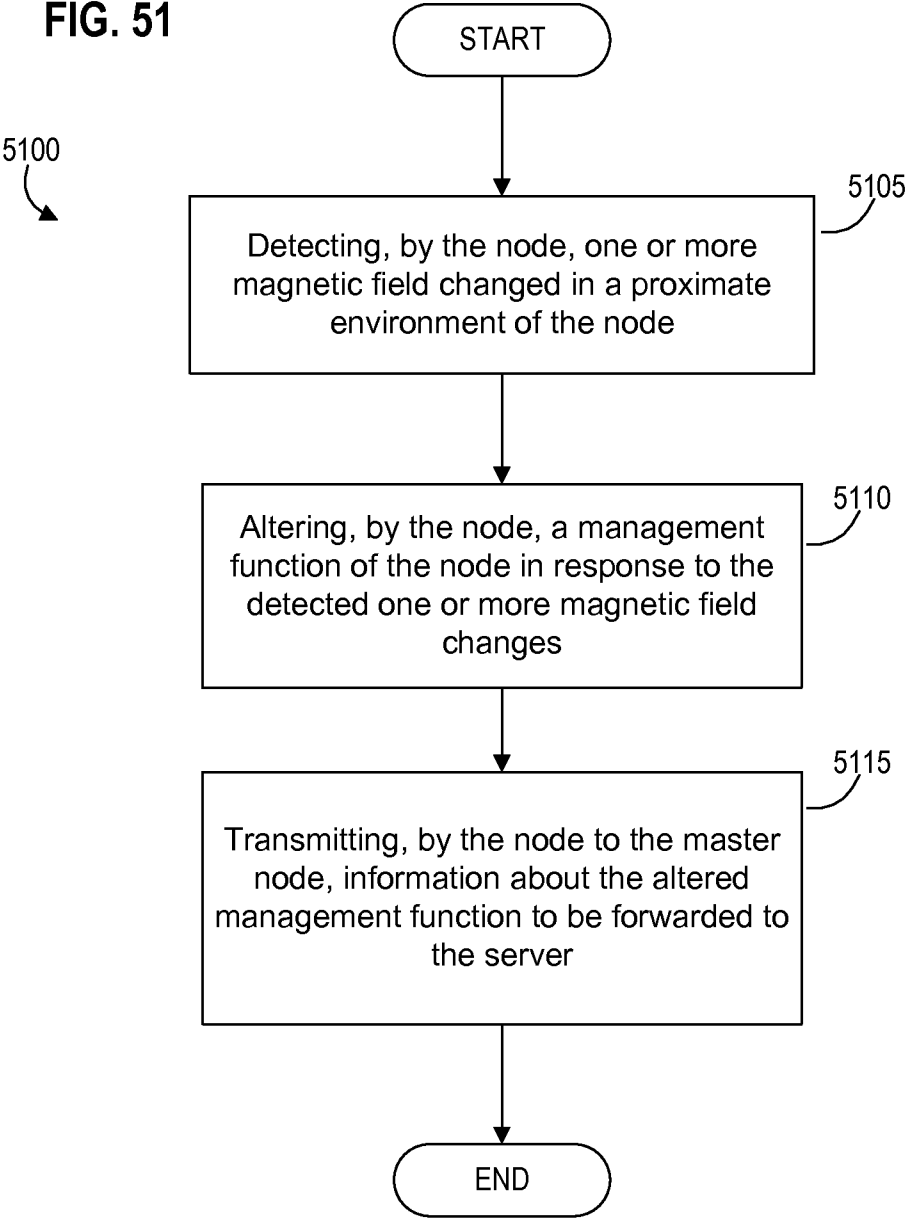 FIG. 51
START
5100
5105
Detecting, by the node, one or more
magnetic field changed in a proximate
environment of the node
5110
Altering, by the node, a management
function of the node in response to the
detected one or more magnetic field
changes
5115
Transmitting, by the node to the master
node, information about the altered
management function to be forwarded to
the server
END